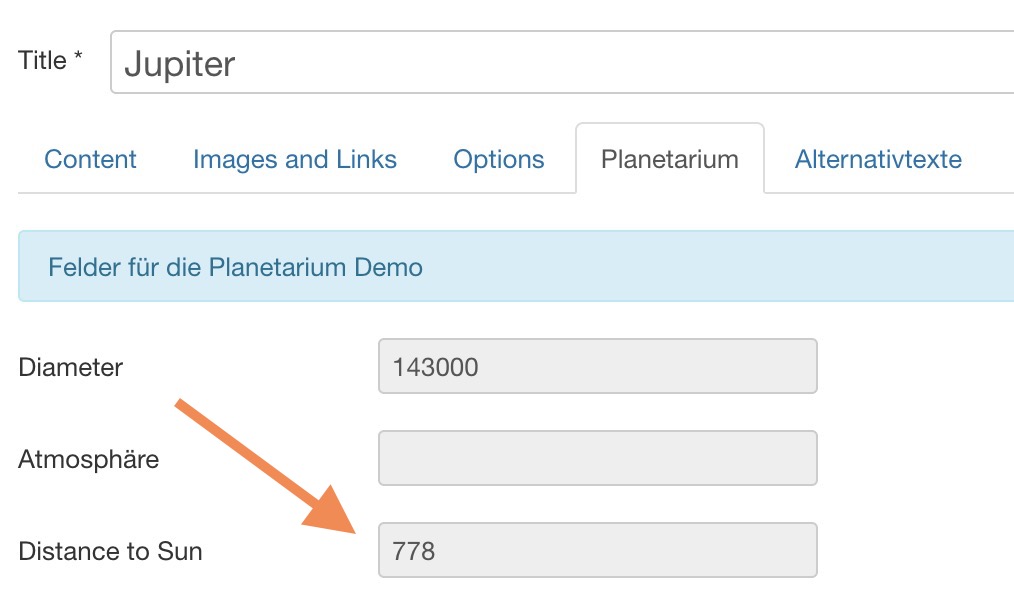 Title *
Jupiter
Content Images and Links Options Planetarium Alternativtexte
Felder für die Planetarium Demo
Diameter 143000
Atmosphäre
Distance to Sun 778